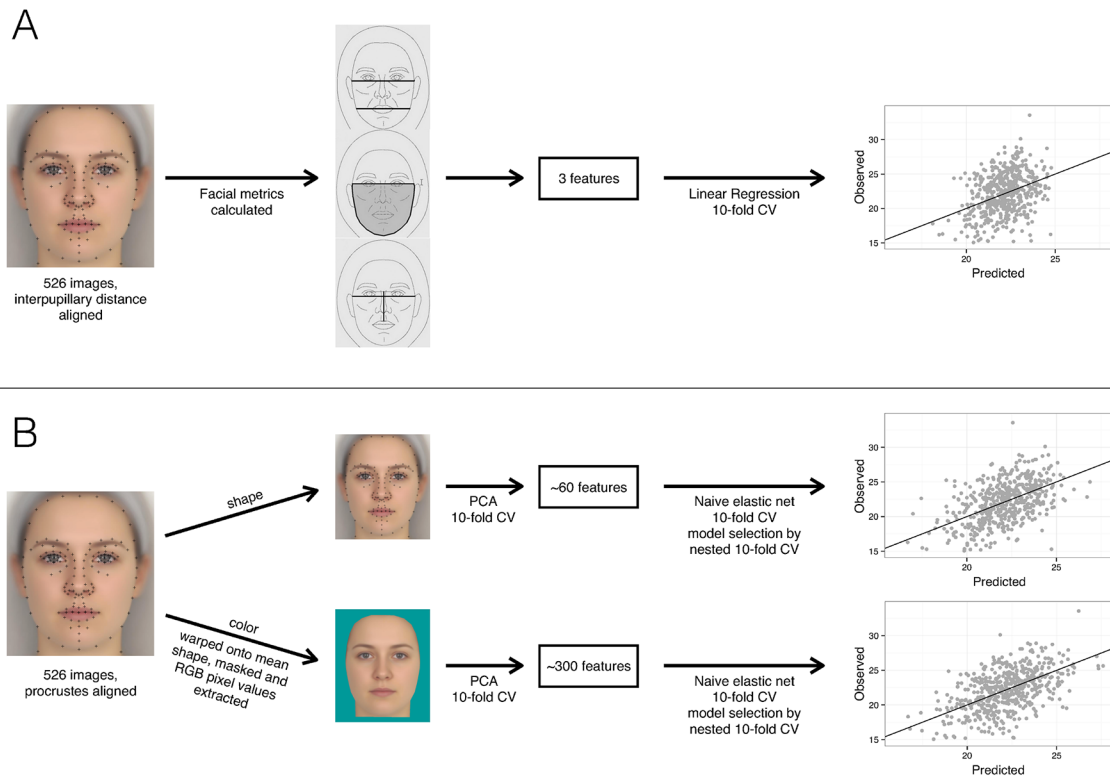 A
526 images,
interpupillary distance
aligned
Facial metrics
calculated
3 features
Linear Regression
10-fold CV
Observed
30
25
20
15
20
25
Predicted
B
526 images,
procrustes aligned
shape
color
warped onto mean
shape, masked and
RGB pixel values
extracted
PCA
10-fold CV
~60 features
Naive elastic net
10-fold CV
model selection by
nested 10-fold CV
Observed
30
25
20
15
20
25
Predicted
PCA
10-fold CV
~300 features
Naive elastic net
10-fold CV
model selection by
nested 10-fold CV
Observed
30
25
20
15
20
25
Predicted